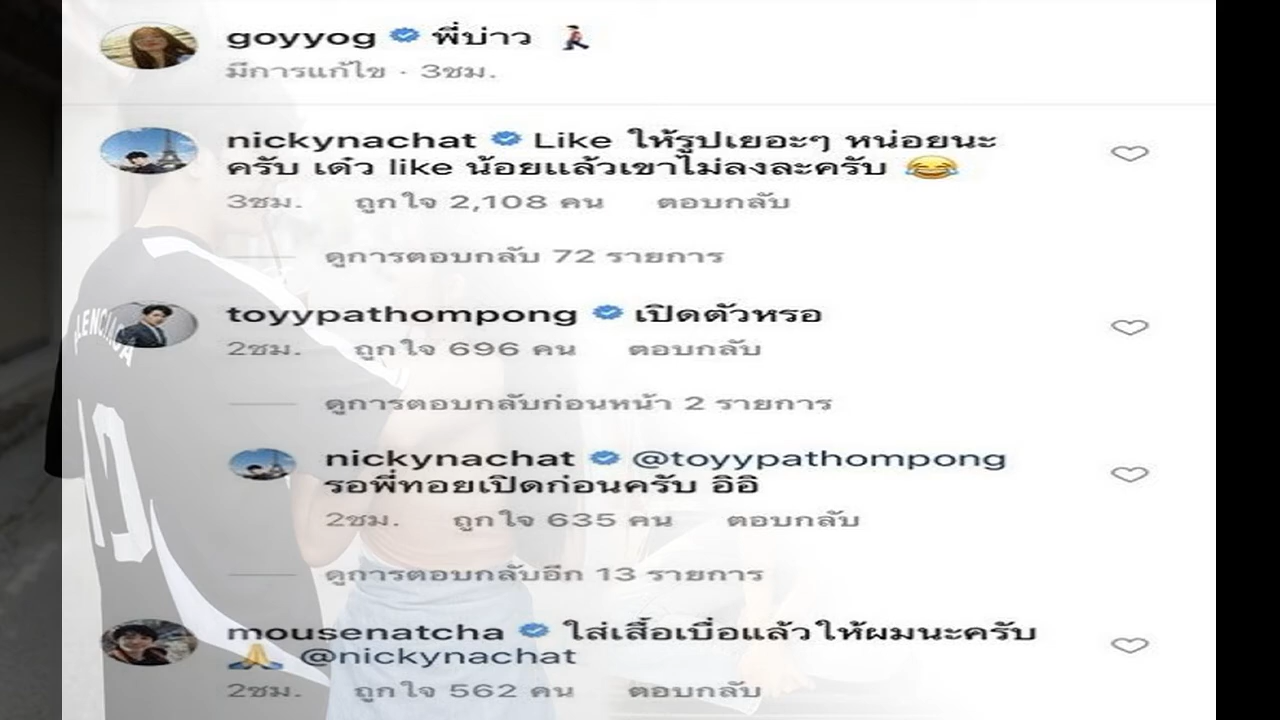 goyyog พี่บ่าว 🚶
มีการแก้ไข · 3ชม.
nickynachat Like ให้รูปเยอะๆ หน่อยนะ
ครับ เด๋ว like น้อยแล้วเขาไม่ลงละครับ 😂
3ชม. ถูกใจ 2,108 คน ตอบกลับ
ดูการตอบกลับ 72 รายการ
toyypathompong เปิดตัวหรอ
2ชม. ถูกใจ 696 คน ตอบกลับ
ดูการตอบกลับก่อนหน้า 2 รายการ
nickynachat @toyypathompong
รอพี่ทอยเปิดก่อนครับ อิอิ
2ชม. ถูกใจ 635 คน ตอบกลับ
ดูการตอบกลับอีก 13 รายการ
mousenatcha ใส่เสื้อเบื่อแล้วให้ผมนะครับ
🙏 @nickynachat
2ชม. ถูกใจ 562 คน ตอบกลับ